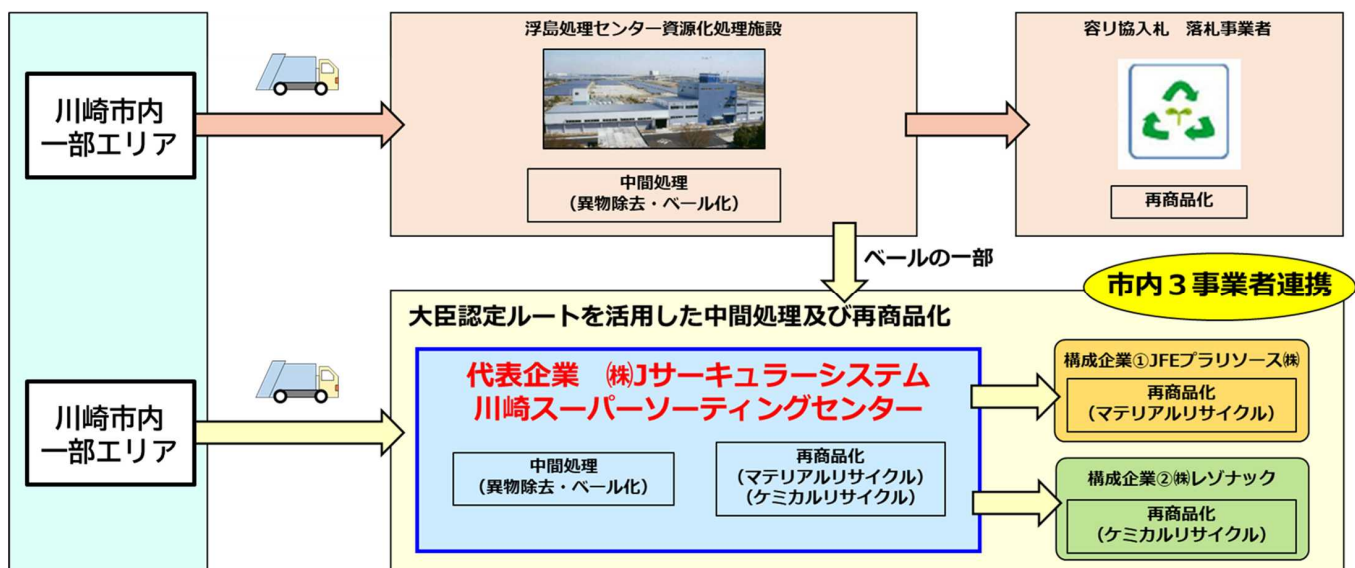 川崎市内
一部エリア
浮島処理センター資源化処理施設
中間処理
（異物除去・ベール化）
容リ協入札　落札事業者
再商品化
ベールの一部
市内３事業者連携
川崎市内
一部エリア
大臣認定ルートを活用した中間処理及び再商品化
代表企業　㈱Jサーキュラーシステム
川崎スーパーソーティングセンター
中間処理
（異物除去・ベール化）
再商品化
（マテリアルリサイクル）
（ケミカルリサイクル）
構成企業①JFEプラリソース㈱
再商品化
（マテリアルリサイクル）
構成企業②㈱レゾナック
再商品化
（ケミカルリサイクル）